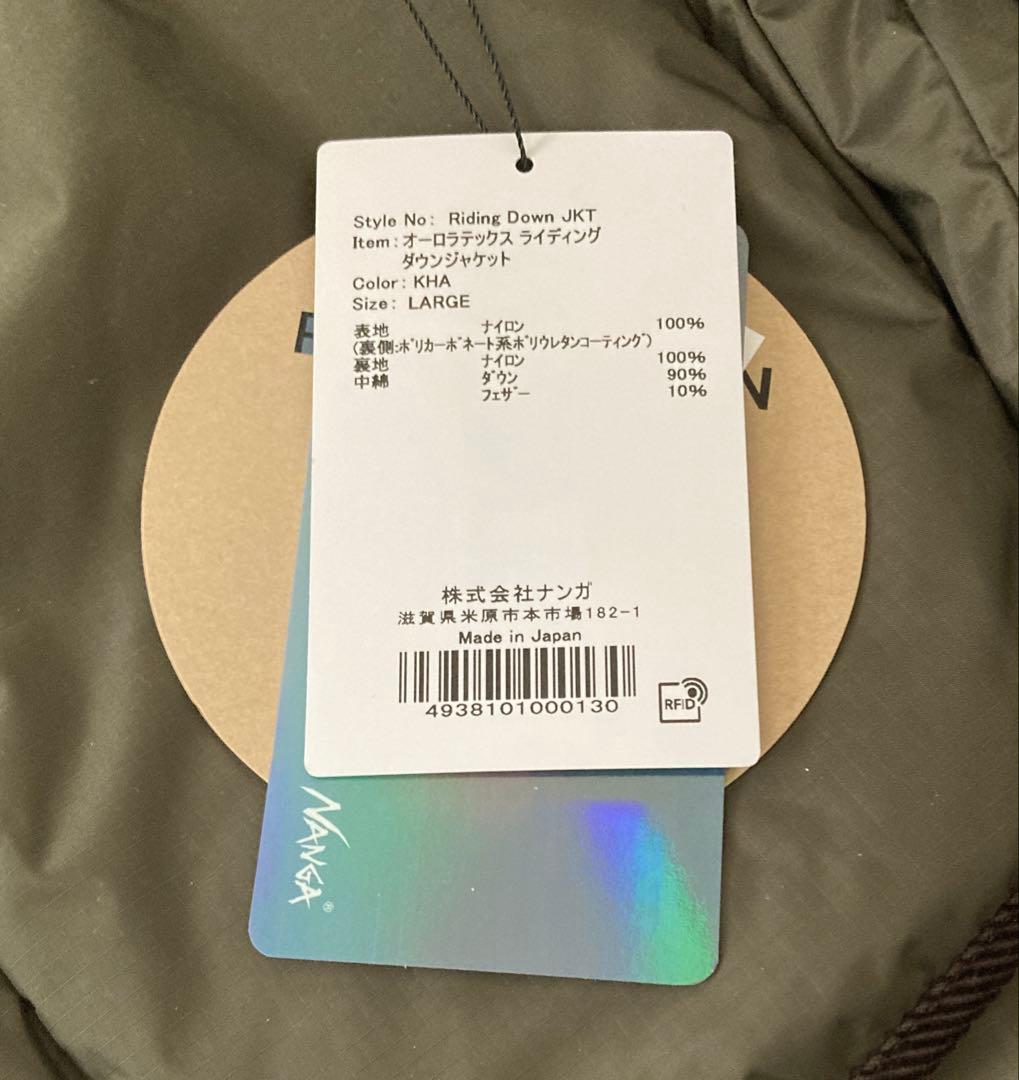 Style No: Riding Down JKT
Item:オーロラテックス ライディング
ダウンジャケット
Color:KHA
Size: LARGE
表地 ナイロン 100%
(裏側:ポリカーボネート系ポリウレタンコーティング)
裏地 ナイロン 100%
中綿 ダウン 90%
フェザー 10%
株式会社ナンガ
滋賀県米原市本市場182-1
Made in Japan
4938101000130
RFID
NANGA®